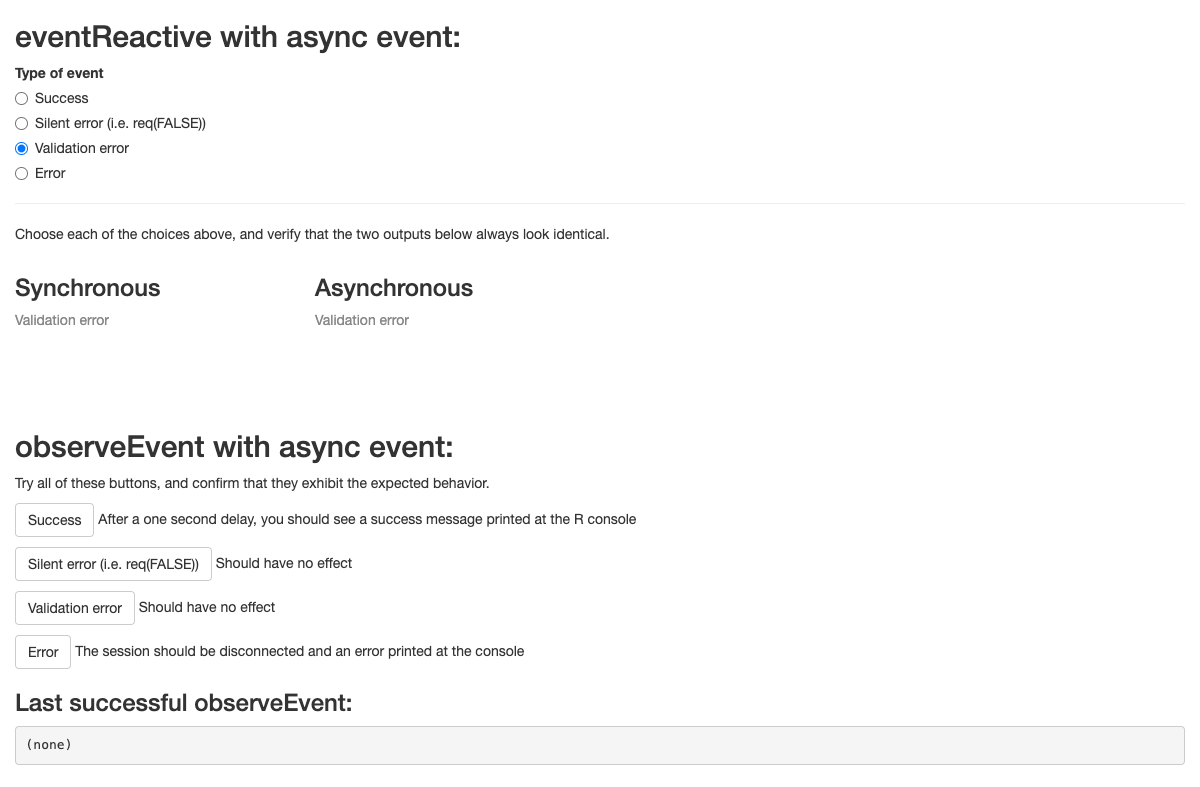 eventReactive with async event:
Type of event
Success
Silent error (i.e. req(FALSE))
Validation error
Error
Choose each of the choices above, and verify that the two outputs below always look identical.
Synchronous
Asynchronous
Validation error
Validation error
observeEvent with async event:
Try all of these buttons, and confirm that they exhibit the expected behavior.
Success After a one second delay, you should see a success message printed at the R console
Silent error (i.e. req(FALSE)) Should have no effect
Validation error Should have no effect
Error The session should be disconnected and an error printed at the console
Last successful observeEvent:
(none)